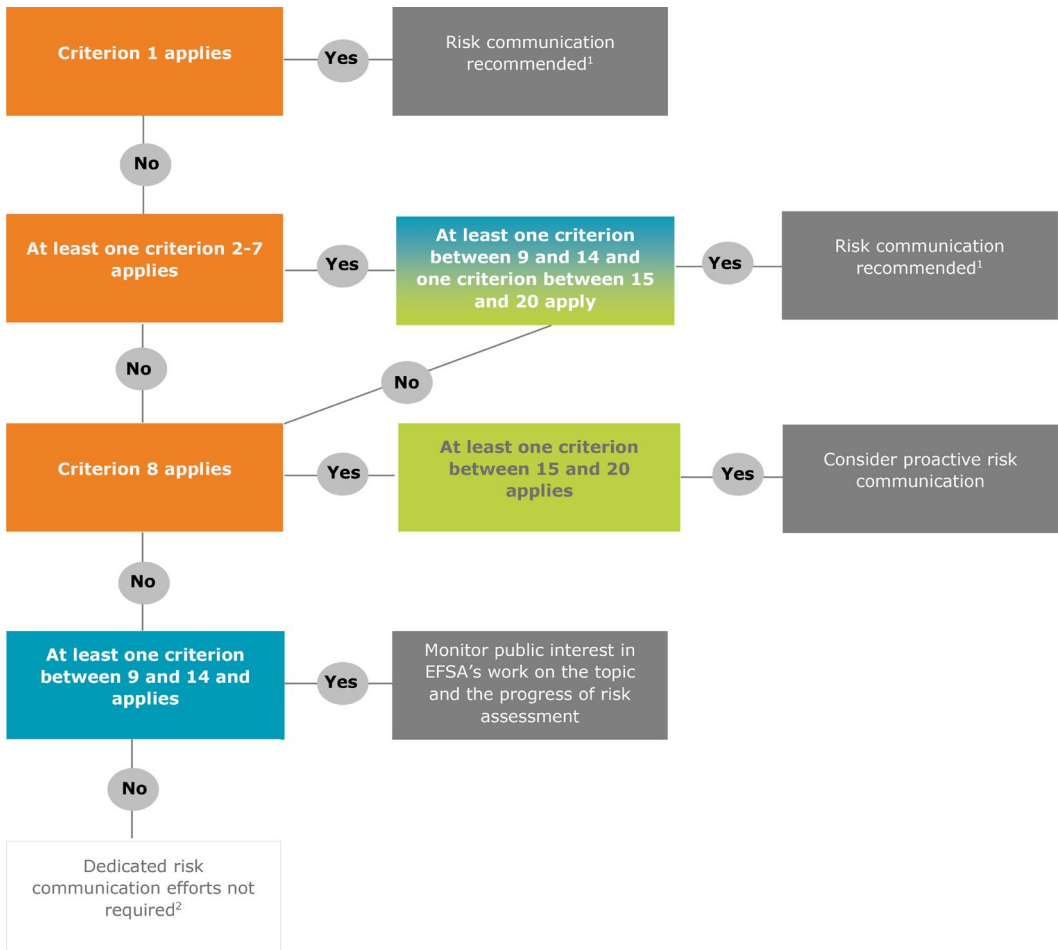 Criterion 1 applies
Yes
Risk communication
recommended¹
No
At least one criterion 2-7
applies
Yes
At least one criterion
between 9 and 14 and
one criterion between 15
and 20 apply
Yes
Risk communication
recommended¹
No
No
Criterion 8 applies
Yes
At least one criterion
between 15 and 20
applies
Yes
Consider proactive risk
communication
No
At least one criterion
between 9 and 14 and
applies
Yes
Monitor public interest in
EFSA’s work on the topic
and the progress of risk
assessment
No
Dedicated risk
communication efforts not
required²